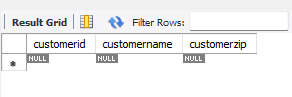 Result Grid Filter Rows:
customerid customername customerzip
NULL NULL NULL